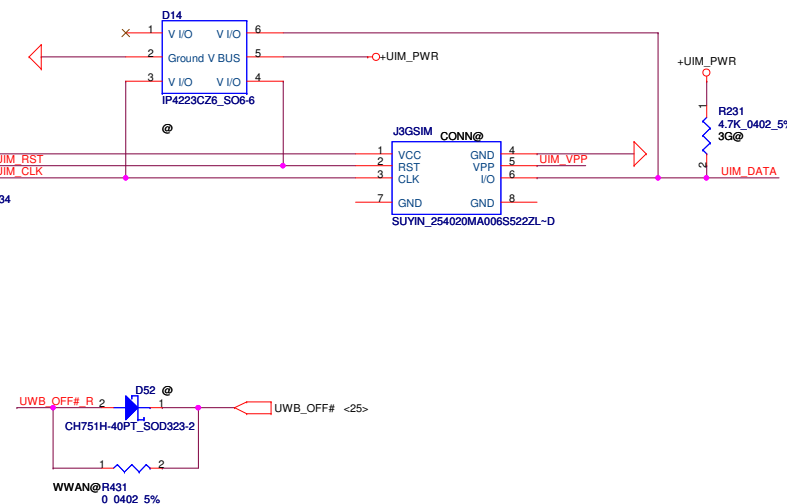 D14
1 V I/O V I/O 6
2 Ground V BUS 5 +UIM_PWR
3 V I/O V I/O 4
IP4223CZ6_SO6-6
@
+UIM_PWR
1
R231
4.7K_0402_5%
3G@
2
J3GSIM CONN@
1 VCC GND 4
UIM_RST 2 RST VPP 5 UIM_VPP
UIM_CLK 3 CLK I/O 6 UIM_DATA
34
7 GND GND 8
SUYIN_254020MA006S522ZL~D
D52 @
UWB_OFF#_R 2 1 UWB_OFF# <25>
CH751H-40PT_SOD323-2
1 2
WWAN@R431
0_0402_5%